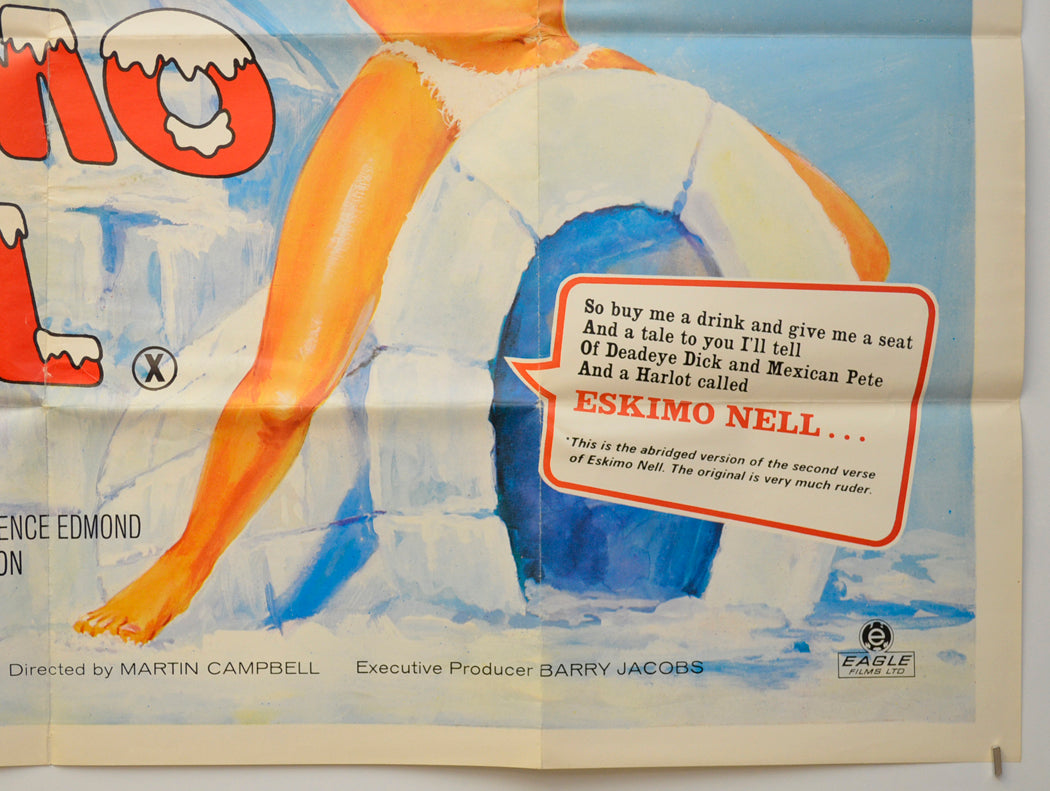 MO
L
X
So buy me a drink and give me a seat
And a tale to you I'll tell
Of Deadeye Dick and Mexican Pete
And a Harlot called
ESKIMO NELL...
*This is the abridged version of the second verse
of Eskimo Nell. The original is very much ruder.
ENCE EDMOND
ON
Directed by MARTIN CAMPBELL Executive Producer BARRY JACOBS
e
EAGLE
FILMS LTD